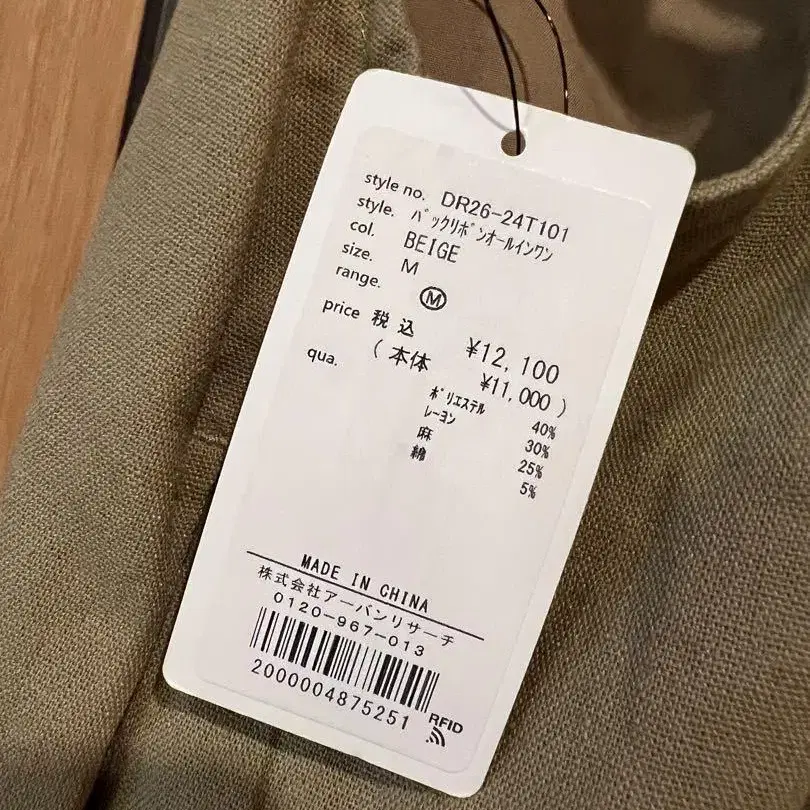 style no. DR26-24T101
style. ﾊﾞｯｸﾘﾎﾞﾝｵｰﾙｲﾝﾜﾝ
col. BEIGE
size. M
range. Ⓜ
price 税込 ¥12,100
(本体 ¥11,000)
qua. ﾎﾟﾘｴｽﾃﾙ 40%
ﾚｰﾖﾝ 30%
麻 25%
綿 5%
MADE IN CHINA
株式会社アーバンリサーチ
0120-967-013
2000004875251
RFID